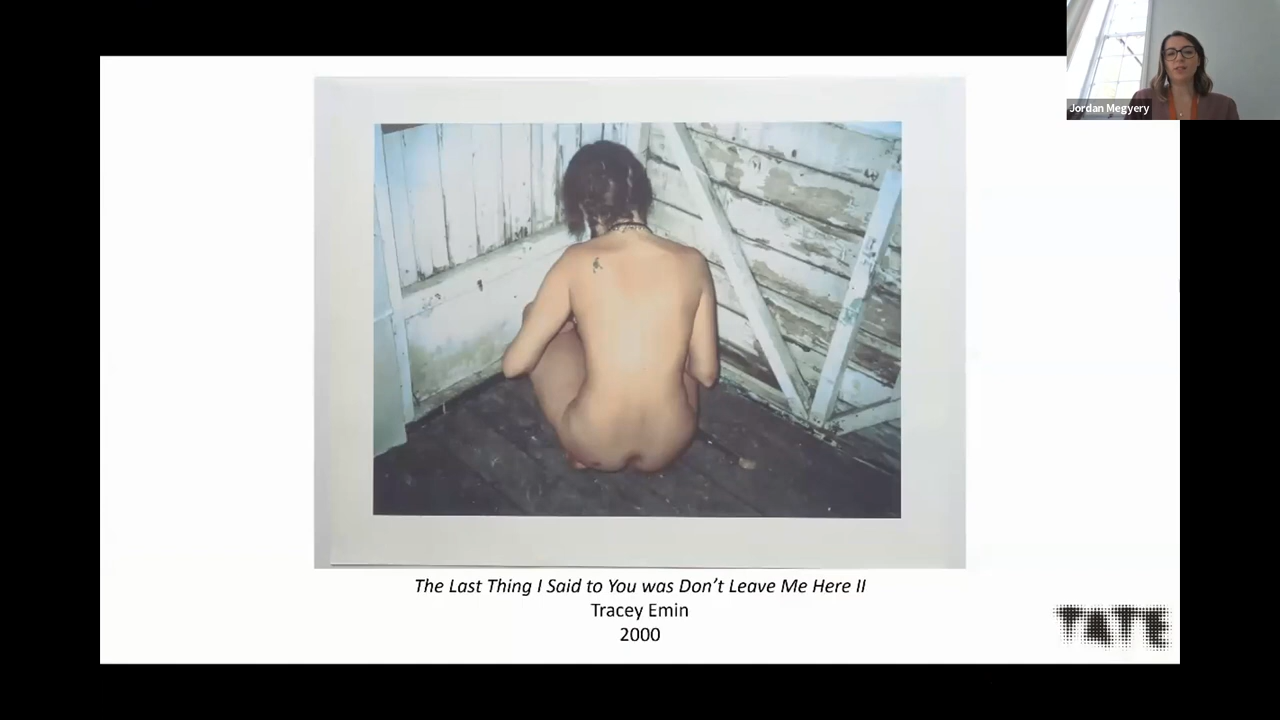 Jordan Megyery
The Last Thing I Said to You was Don't Leave Me Here II
Tracey Emin
2000
TATE